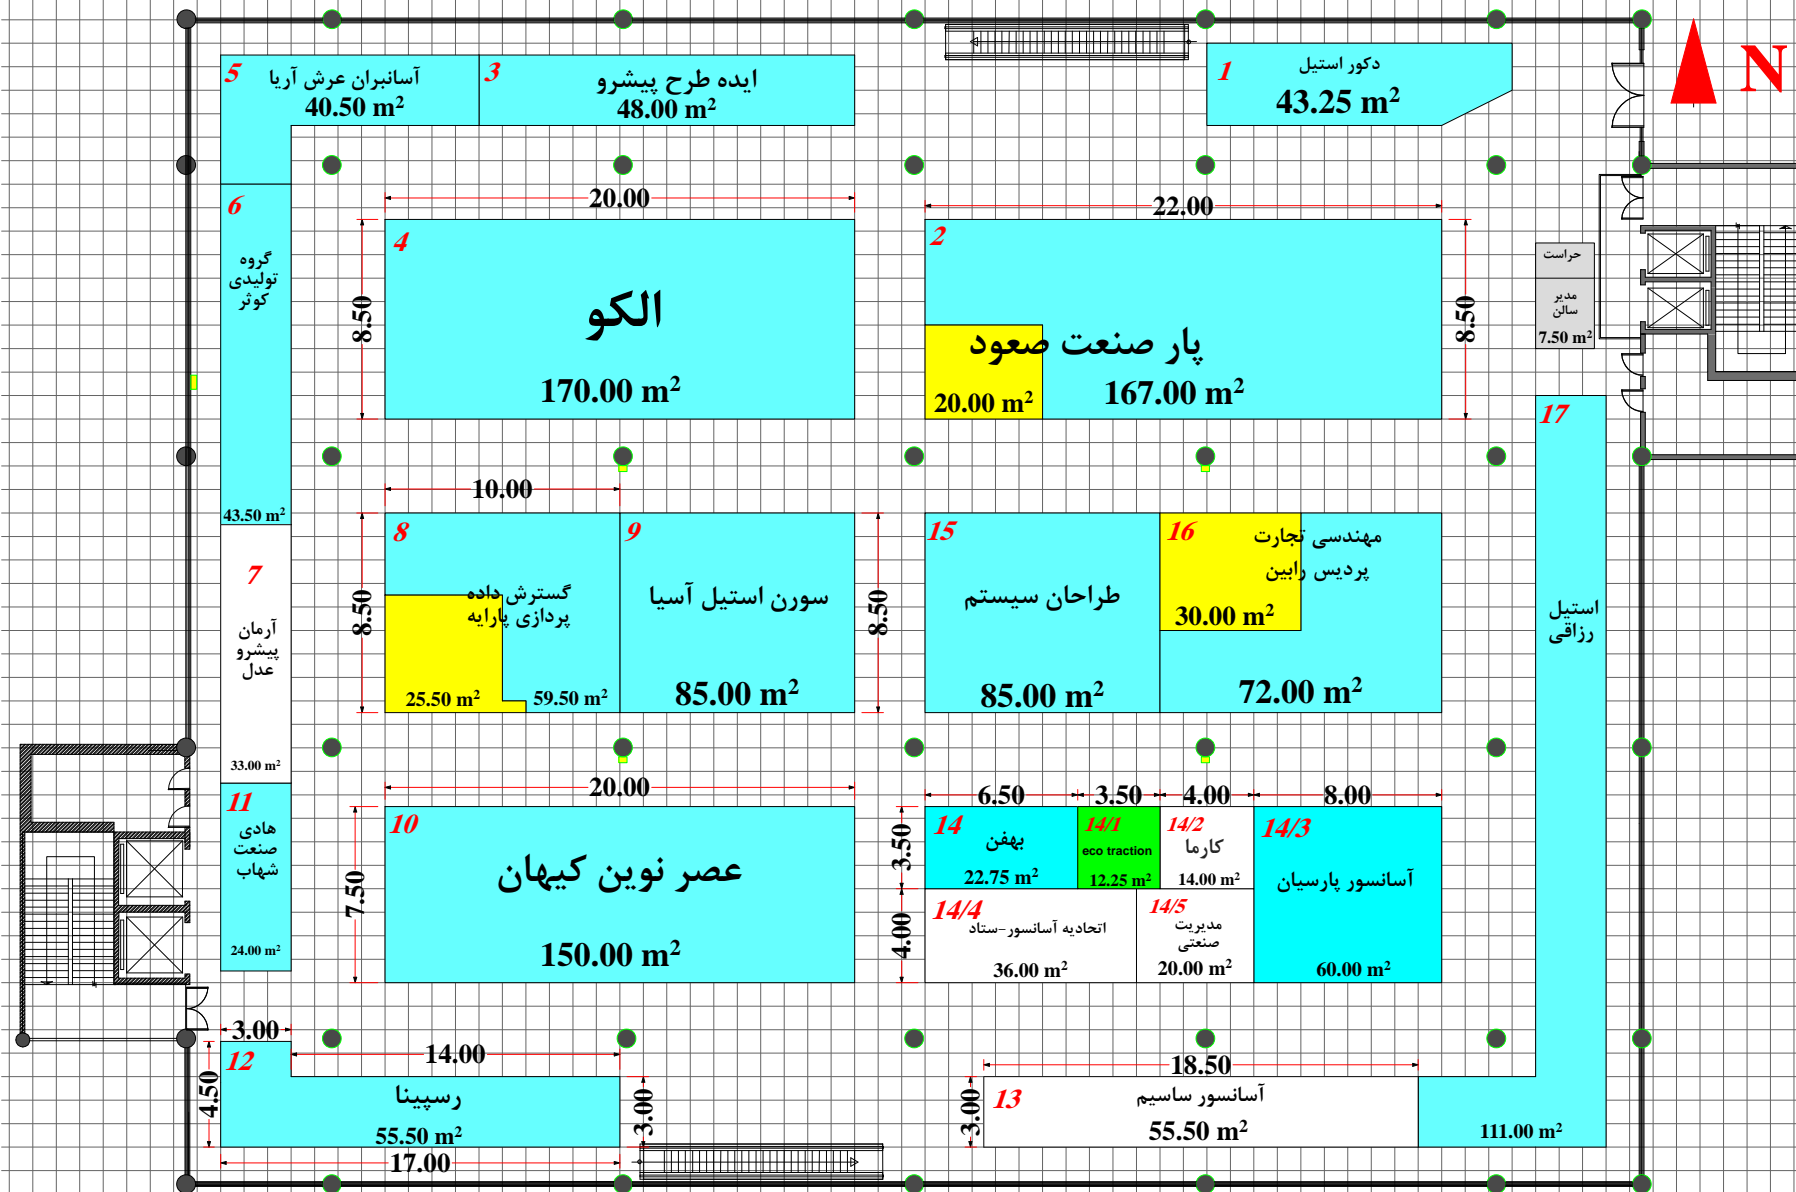 N
5
آسانبران عرش آریا
40.50 m²
3
ایده طرح پیشرو
48.00 m²
1
دکور استیل
43.25 m²
6
گروه
تولیدی
کوثر
43.50 m²
20.00
8.50
4
الکو
170.00 m²
22.00
8.50
2
پار صنعت صعود
20.00 m²
167.00 m²
حراست
مدیر
سالن
7.50 m²
17
استیل
رزاقی
111.00 m²
7
آرمان
پیشرو
عدل
33.00 m²
10.00
8.50
8
گسترش داده
پردازی پارایه
25.50 m²
59.50 m²
9
سورن استیل آسیا
85.00 m²
8.50
15
طراحان سیستم
85.00 m²
16
مهندسی تجارت
پردیس رابین
30.00 m²
72.00 m²
11
هادی
صنعت
شهاب
24.00 m²
20.00
7.50
10
عصر نوین کیهان
150.00 m²
6.50
3.50
4.00
8.00
3.50
4.00
14
بهفن
22.75 m²
14/1
eco traction
12.25 m²
14/2
کارما
14.00 m²
14/3
آسانسور پارسیان
60.00 m²
14/4
اتحادیه آسانسور-ستاد
36.00 m²
14/5
مدیریت
صنعتی
20.00 m²
3.00
14.00
4.50
12
رسپینا
55.50 m²
3.00
17.00
18.50
3.00
13
آسانسور ساسیم
55.50 m²